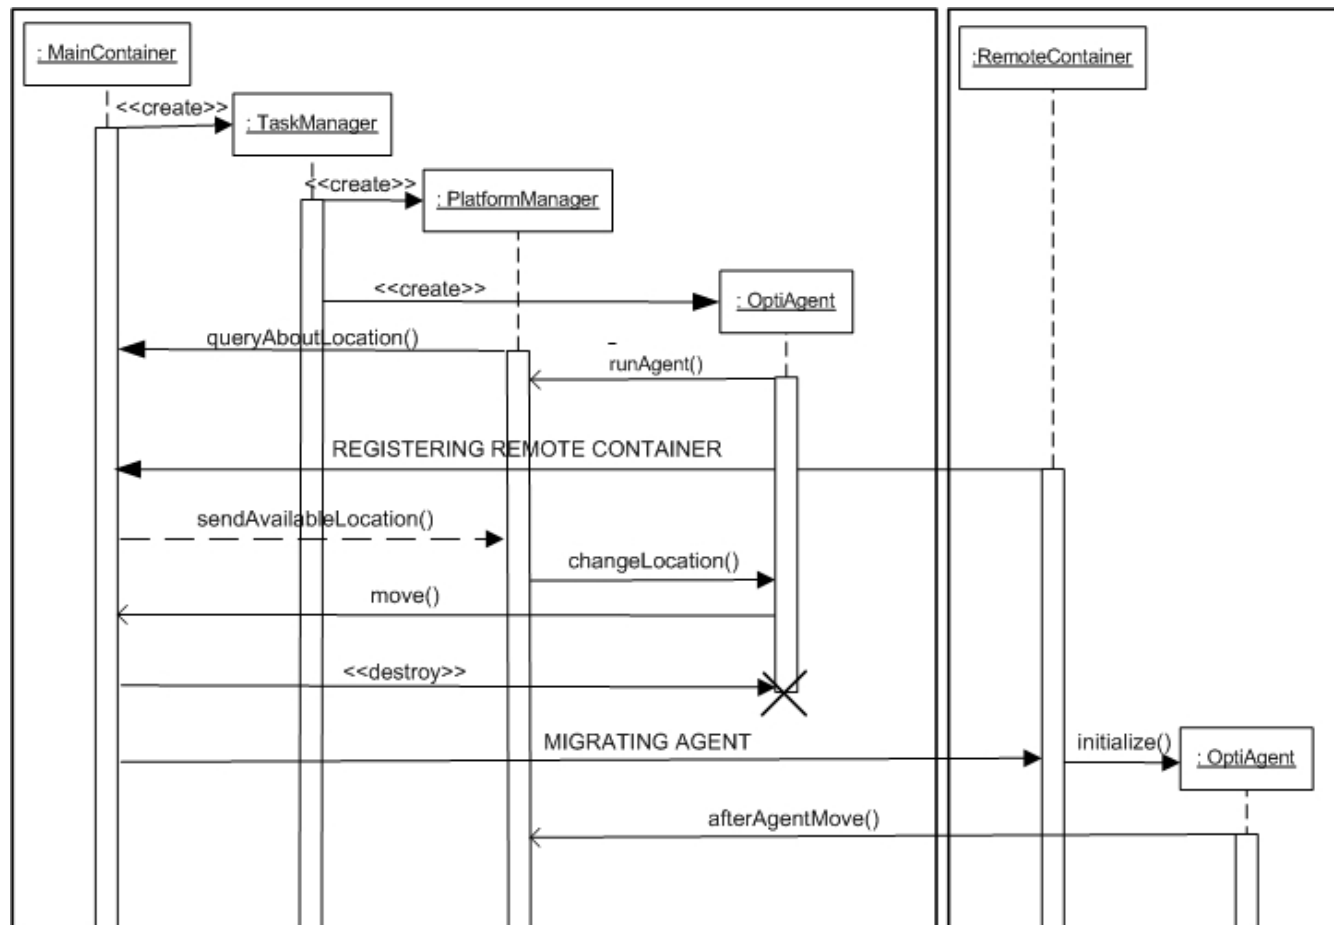 : MainContainer
:RemoteContainer
<<create>>
: TaskManager
<<create>>
: PlatformManager
<<create>>
: OptiAgent
queryAboutLocation()
runAgent()
REGISTERING REMOTE CONTAINER
sendAvailableLocation()
changeLocation()
move()
<<destroy>>
MIGRATING AGENT
initialize()
: OptiAgent
afterAgentMove()